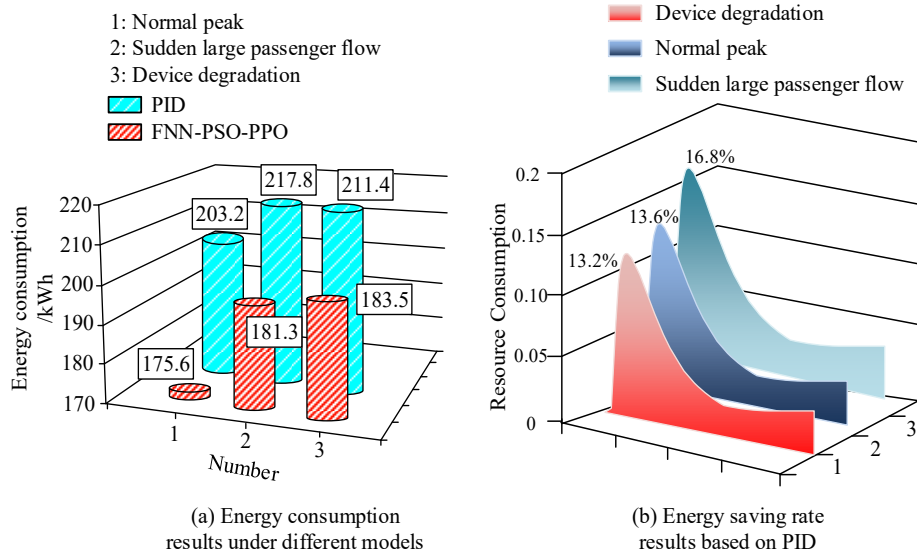 1: Normal peak
2: Sudden large passenger flow
3: Device degradation
PID
FNN-PSO-PPO
Energy consumption
/kWh
220
210
200
190
180
170
203.2
217.8
211.4
175.6
181.3
183.5
1
2
3
Number
(a) Energy consumption
results under different models
Device degradation
Normal peak
Sudden large passenger flow
Resource Consumption
0.2
0.15
0.10
0.05
0
13.2%
13.6%
16.8%
1
2
3
(b) Energy saving rate
results based on PID